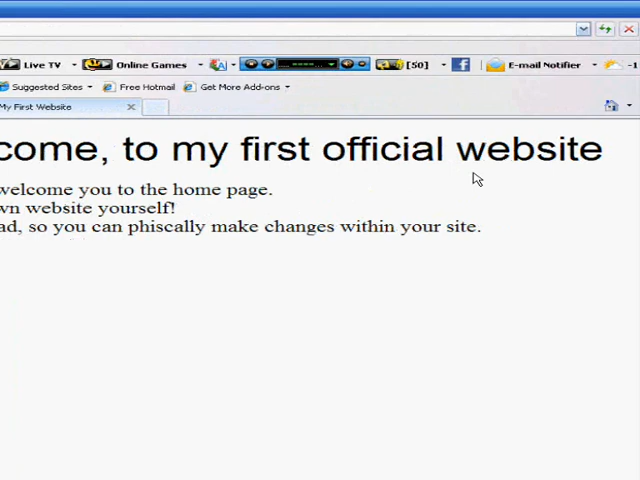 Live TV Online Games [50] E-mail Notifier -1
Suggested Sites Free Hotmail Get More Add-ons
My First Website
come, to my first official website
welcome you to the home page.
wn website yourself!
ad, so you can phiscally make changes within your site.